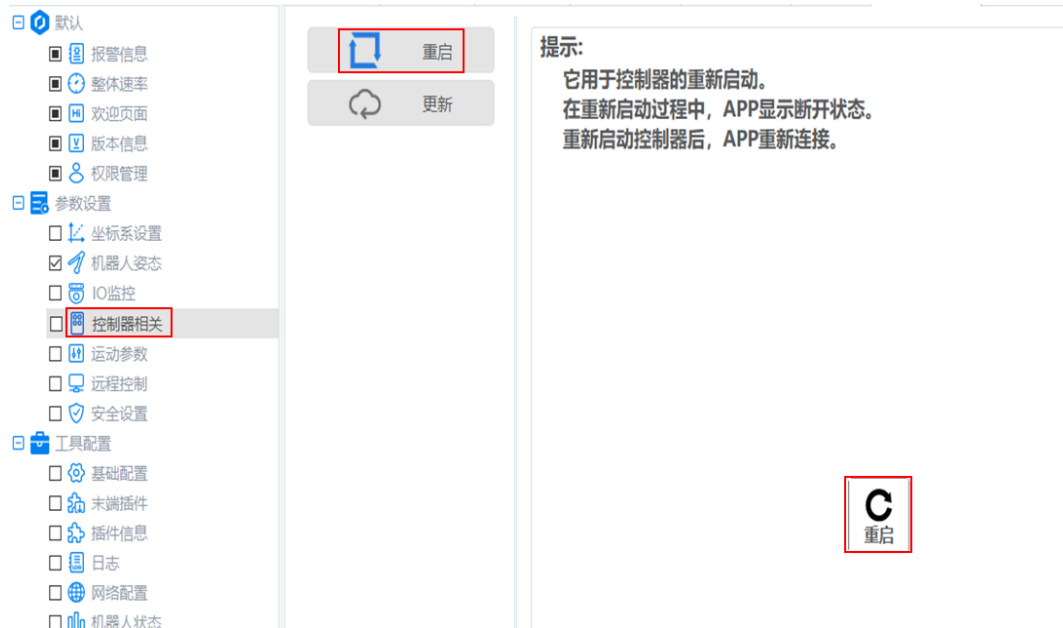 默认
报警信息
整体速率
欢迎页面
版本信息
权限管理
参数设置
坐标系设置
机器人姿态
IO监控
控制器相关
运动参数
远程控制
安全设置
工具配置
基础配置
末端插件
插件信息
日志
网络配置
机器人状态
重启
更新
提示:
它用于控制器的重新启动。
在重新启动过程中，APP显示断开状态。
重新启动控制器后，APP重新连接。
重启